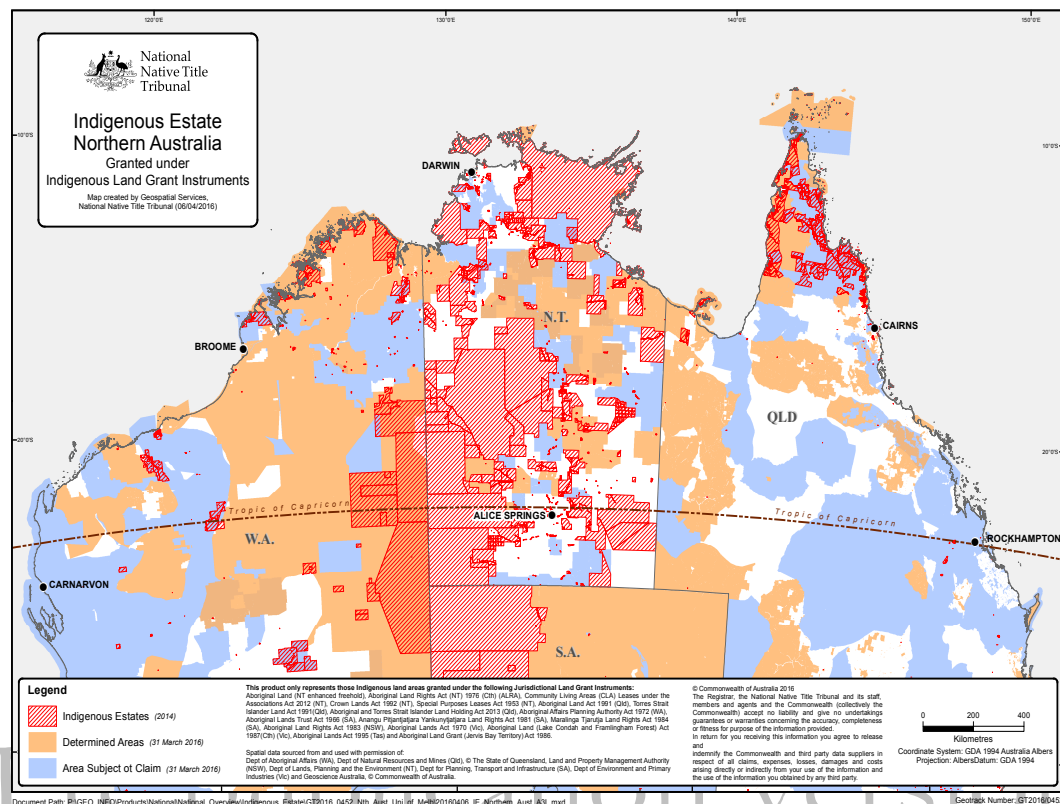 120°0'E
130°0'E
140°0'E
150°0'E
National
Native Title
Tribunal
Indigenous Estate
Northern Australia
Granted under
Indigenous Land Grant Instruments
Map created by Geospatial Services,
National Native Title Tribunal (06/04/2016)
10°0'S
10°0'S
DARWIN
N.T.
CAIRNS
BROOME
QLD
20°0'S
20°0'S
Tropic of Capricorn
ALICE SPRINGS
Tropic of Capricorn
W.A.
ROCKHAMPTON
CARNARVON
S.A.
Legend
Indigenous Estates (2014)
Determined Areas (31 March 2016)
Area Subject ot Claim (31 March 2016)
This product only represents those Indigenous land areas granted under the following Jurisdictional Land Grant Instruments:
Aboriginal Land (NT enhanced freehold), Aboriginal Land Rights Act (NT) 1976 (Cth) (ALRA), Community Living Areas (CLA) Leases under the
Associations Act 2012 (NT), Crown Lands Act 1992 (NT), Special Purposes Leases Act 1953 (NT), Aboriginal Land Act 1991 (Qld), Torres Strait
Islander Land Act 1991(Qld), Aboriginal and Torres Strait Islander Land Holding Act 2013 (Qld), Aboriginal Affairs Planning Authority Act 1972 (WA),
Aboriginal Lands Trust Act 1966 (SA), Anangu Pitjantjatjara Yankunytjatjara Land Rights Act 1981 (SA), Maralinga Tjarutja Land Rights Act 1984
(SA), Aboriginal Land Rights Act 1983 (NSW), Aboriginal Lands Act 1970 (Vic), Aboriginal Land (Lake Condah and Framlingham Forest) Act
1987(Cth) (Vic), Aboriginal Lands Act 1995 (Tas) and Aboriginal Land Grant (Jervis Bay Territory) Act 1986.
Spatial data sourced from and used with permission of:
Dept of Aboriginal Affairs (WA), Dept of Natural Resources and Mines (Qld), © The State of Queensland, Land and Property Management Authority
(NSW), Dept of Lands, Planning and the Environment (NT), Dept for Planning, Transport and Infrastructure (SA), Dept of Environment and Primary
Industries (Vic) and Geoscience Australia, © Commonwealth of Australia.
© Commonwealth of Australia 2016
The Registrar, the National Native Title Tribunal and its staff,
members and agents and the Commonwealth (collectively the
Commonwealth) accept no liability and give no undertakings
guarantees or warranties concerning the accuracy, completeness
or fitness for purpose of the information provided.
In return for you receiving this information you agree to release
and
indemnify the Commonwealth and third party data suppliers in
respect of all claims, expenses, losses, damages and costs
arising directly or indirectly from your use of the information and
the use of the information you obtained by any third party.
0 200 400
Kilometres
Coordinate System: GDA 1994 Australia Albers
Projection: AlbersDatum: GDA 1994
Document Path: P:\GEO_INFO\Products\National\National_Overview\Indigenous_Estate\GT2016_0452_Nth_Aust_Uni_of_Melb\20160406_IE_Northern_Aust_A3L.mxd
Geotrack Number: GT2016/045